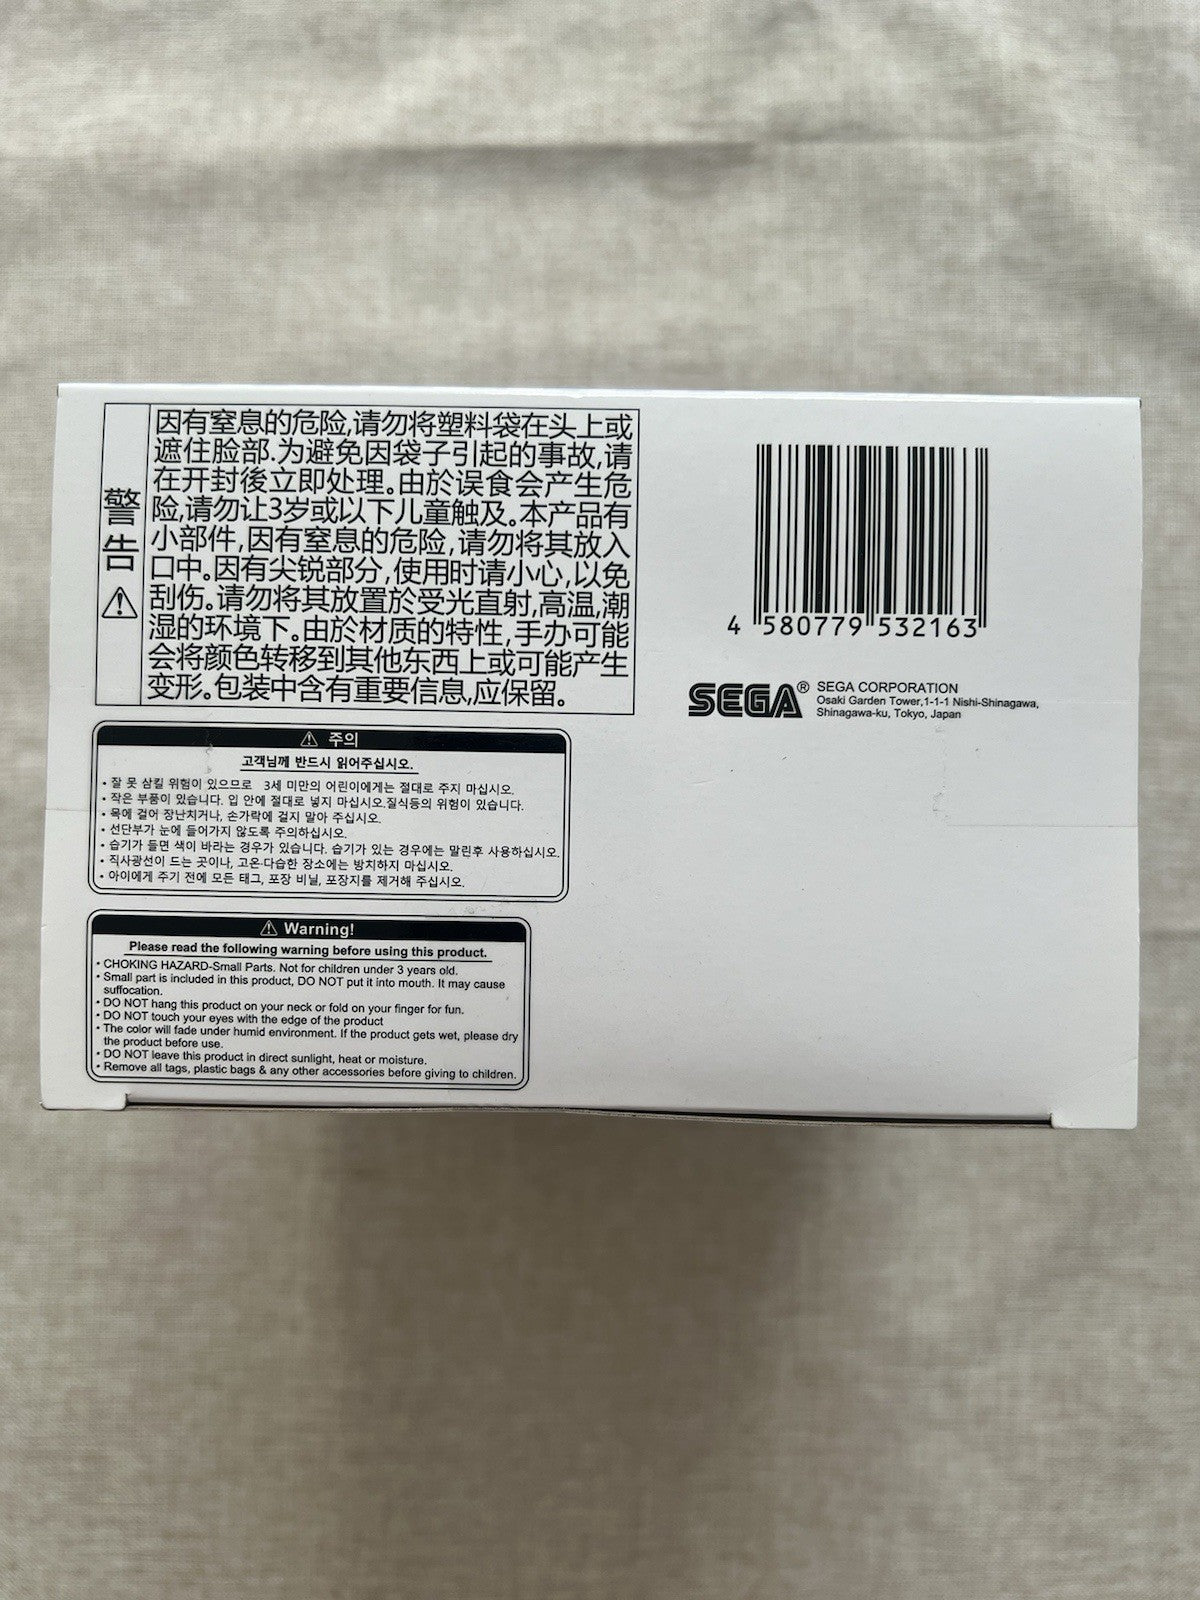 警告
因有窒息的危险,请勿将塑料袋在头上或
遮住脸部.为避免因袋子引起的事故,请
在开封後立即处理。由於误食会产生危
险,请勿让3岁或以下儿童触及。本产品有
小部件,因有窒息的危险,请勿将其放入
口中。因有尖锐部分,使用时请小心,以免
刮伤。请勿将其放置於受光直射,高温,潮
湿的环境下。由於材质的特性,手办可能
会将颜色转移到其他东西上或可能产生
变形。包装中含有重要信息,应保留。
4 580779 532163
SEGA® SEGA CORPORATION
Osaki Garden Tower,1-1-1 Nishi-Shinagawa,
Shinagawa-ku, Tokyo, Japan
주의
고객님께 반드시 읽어주십시오.
• 잘 못 삼킬 위험이 있으므로 3세 미만의 어린이에게는 절대로 주지 마십시오.
• 작은 부품이 있습니다. 입 안에 절대로 넣지 마십시오.질식등의 위험이 있습니다.
• 목에 걸어 장난치거나, 손가락에 걸지 말아 주십시오.
• 선단부가 눈에 들어가지 않도록 주의하십시오.
• 습기가 들면 색이 바라는 경우가 있습니다. 습기가 있는 경우에는 말린후 사용하십시오.
• 직사광선이 드는 곳이나, 고온·다습한 장소에는 방치하지 마십시오.
• 아이에게 주기 전에 모든 태그, 포장 비닐, 포장지를 제거해 주십시오.
Warning!
Please read the following warning before using this product.
• CHOKING HAZARD-Small Parts. Not for children under 3 years old.
• Small part is included in this product, DO NOT put it into mouth. It may cause
suffocation.
• DO NOT hang this product on your neck or fold on your finger for fun.
• DO NOT touch your eyes with the edge of the product
• The color will fade under humid environment. If the product gets wet, please dry
the product before use.
• DO NOT leave this product in direct sunlight, heat or moisture.
• Remove all tags, plastic bags & any other accessories before giving to children.